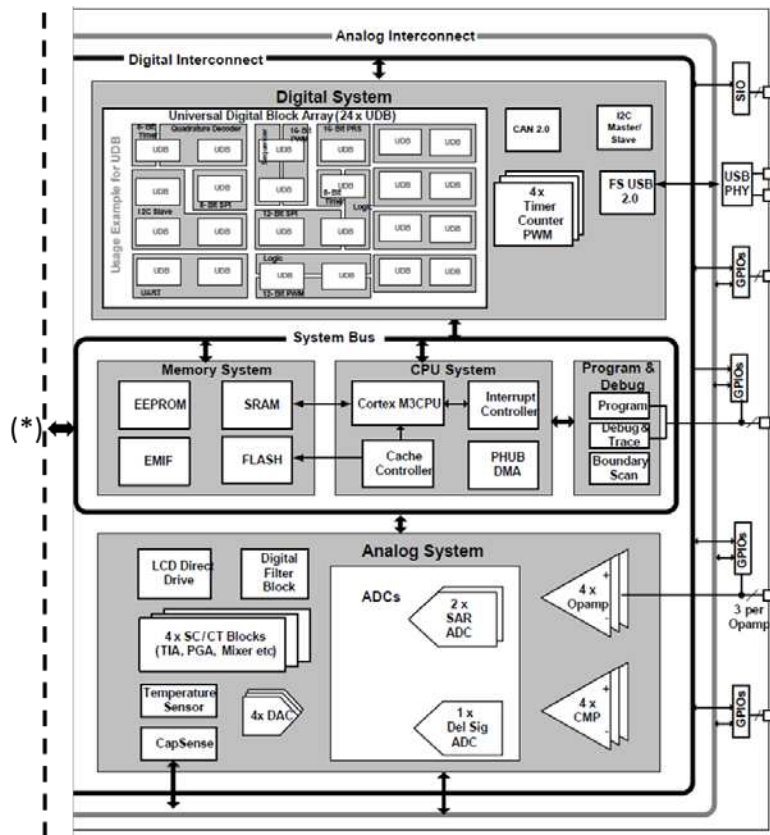 Analog Interconnect
Digital Interconnect
Digital System
Universal Digital Block Array (24 x UDB)
Usage Example for UDB
8- Bit
Timer
Quadrature Decoder
Sequencer
16- Bit
PWM
16- Bit PRS
UDB
UDB
UDB
UDB
UDB
UDB
UDB
UDB
UDB
UDB
UDB
UDB
UDB
8- Bit
Timer
8- Bit SPI
I2C Slave
12- Bit SPI
Logic
UDB
UDB
UDB
UDB
UDB
UDB
Logic
UDB
UDB
UDB
UDB
UDB
UDB
UART
12- Bit PWM
CAN 2.0
I2C
Master/
Slave
4 x
Timer
Counter
PWM
FS USB
2.0
SIO
USB
PHY
GPIOs
System Bus
Memory System
EEPROM
SRAM
EMIF
FLASH
CPU System
Cortex M3CPU
Interrupt
Controller
Cache
Controller
PHUB
DMA
Program &
Debug
Program
Debug &
Trace
Boundary
Scan
GPIOs
(*)
Analog System
LCD Direct
Drive
Digital
Filter
Block
4 x SC/CT Blocks
(TIA, PGA, Mixer etc)
Temperature
Sensor
4x DAC
CapSense
ADCs
2 x
SAR
ADC
1 x
Del Sig
ADC
+
4 x
Opamp
-
+
4 x
CMP
-
GPIOs
3 per
Opamp
GPIOs